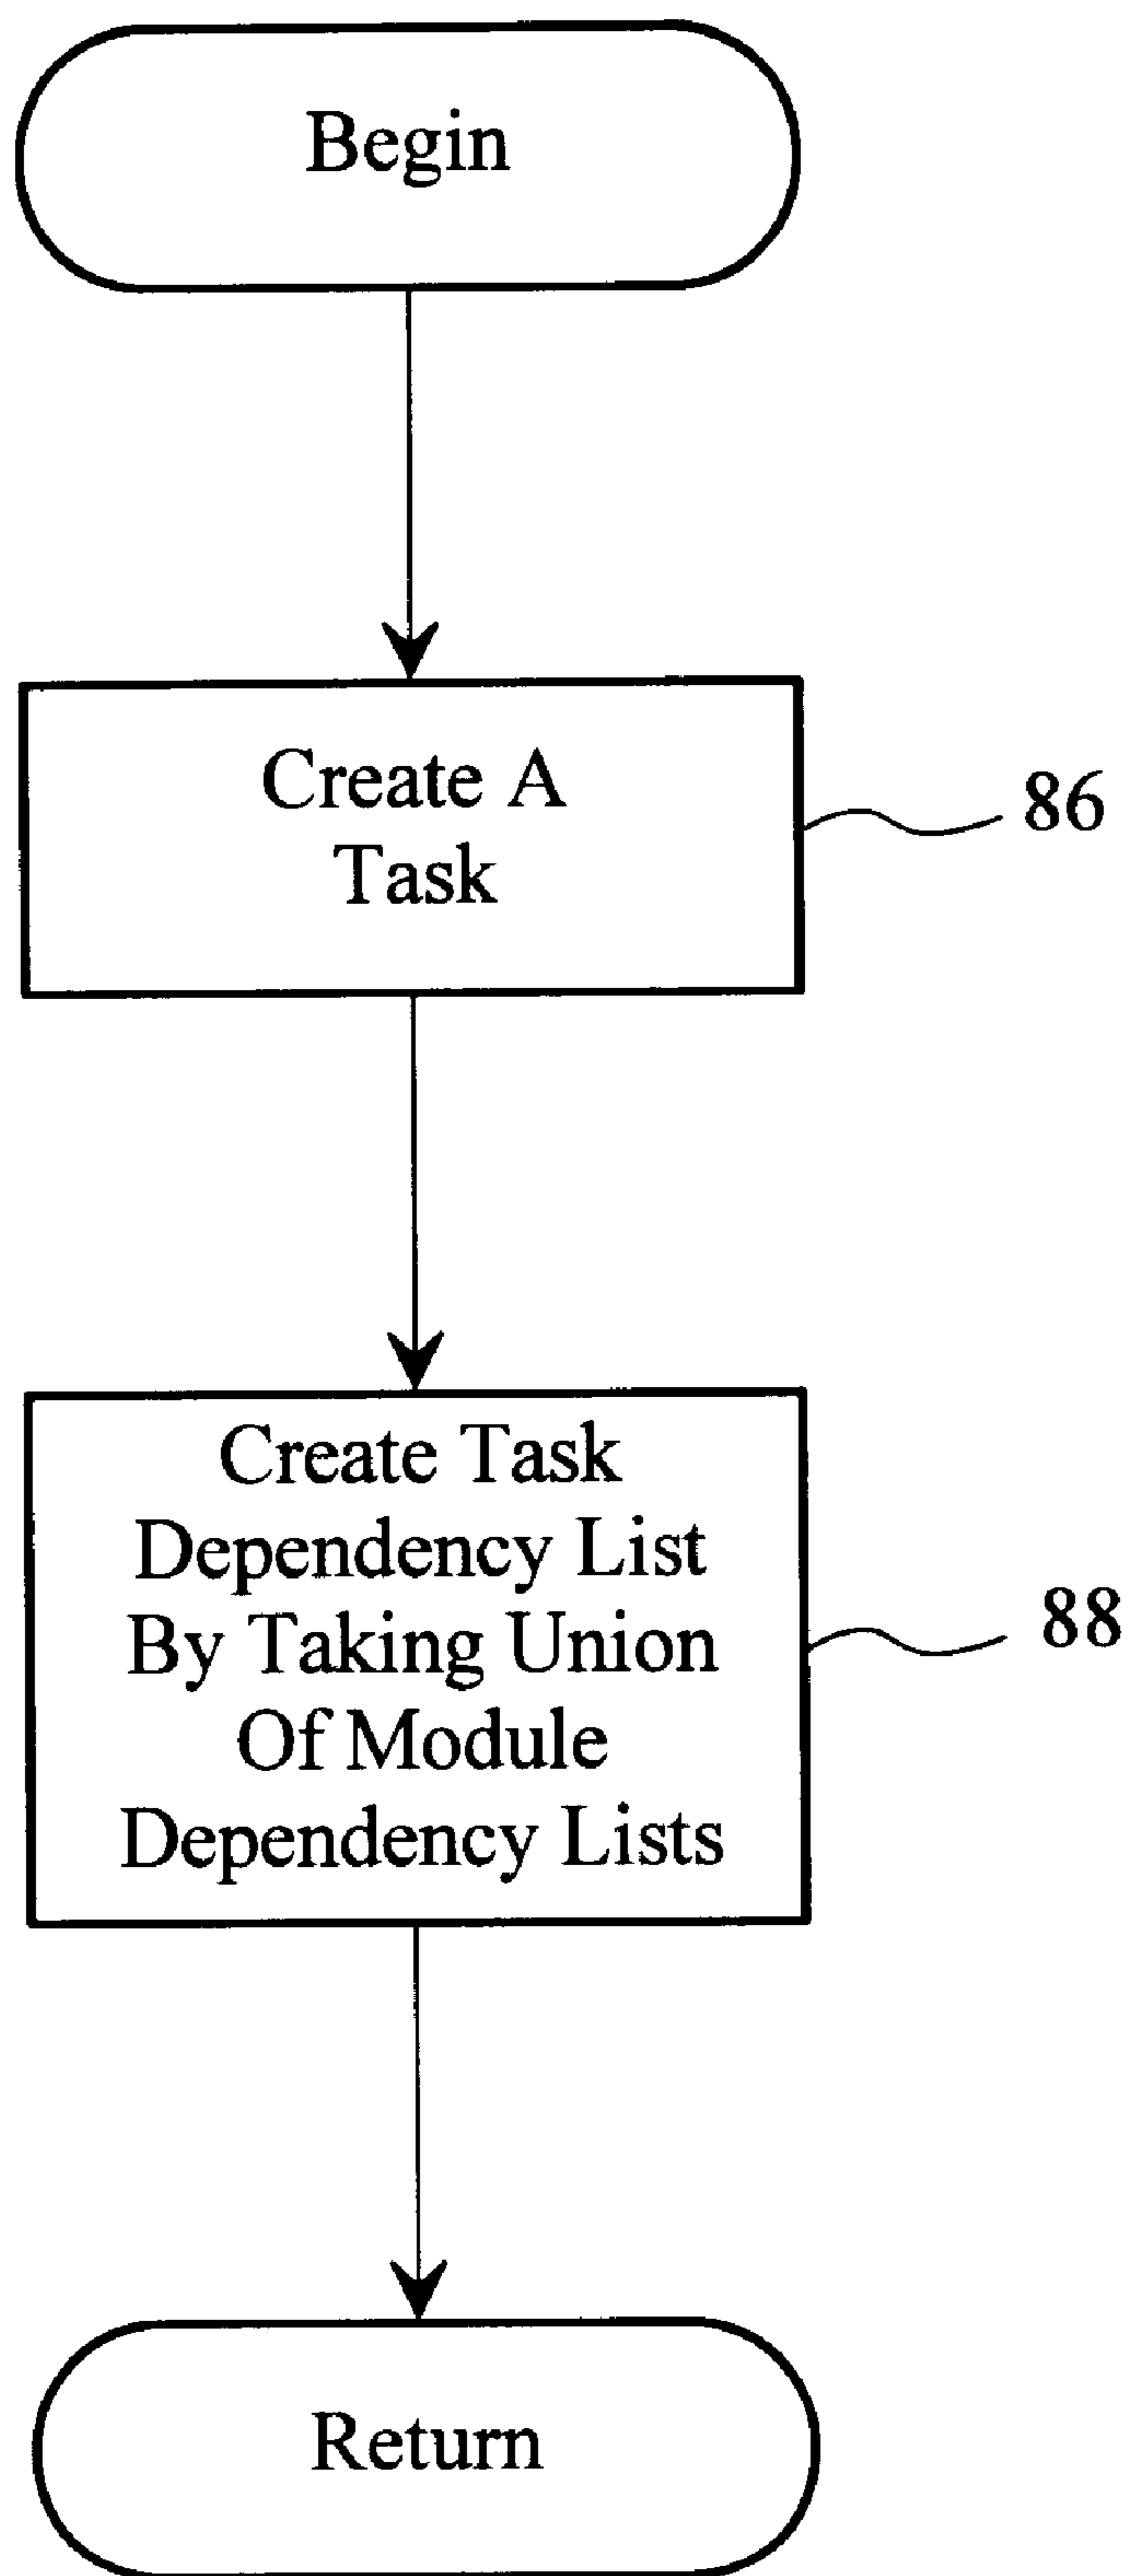 Begin
Create A
Task
86
Create Task
Dependency List
By Taking Union
Of Module
Dependency Lists
88
Return